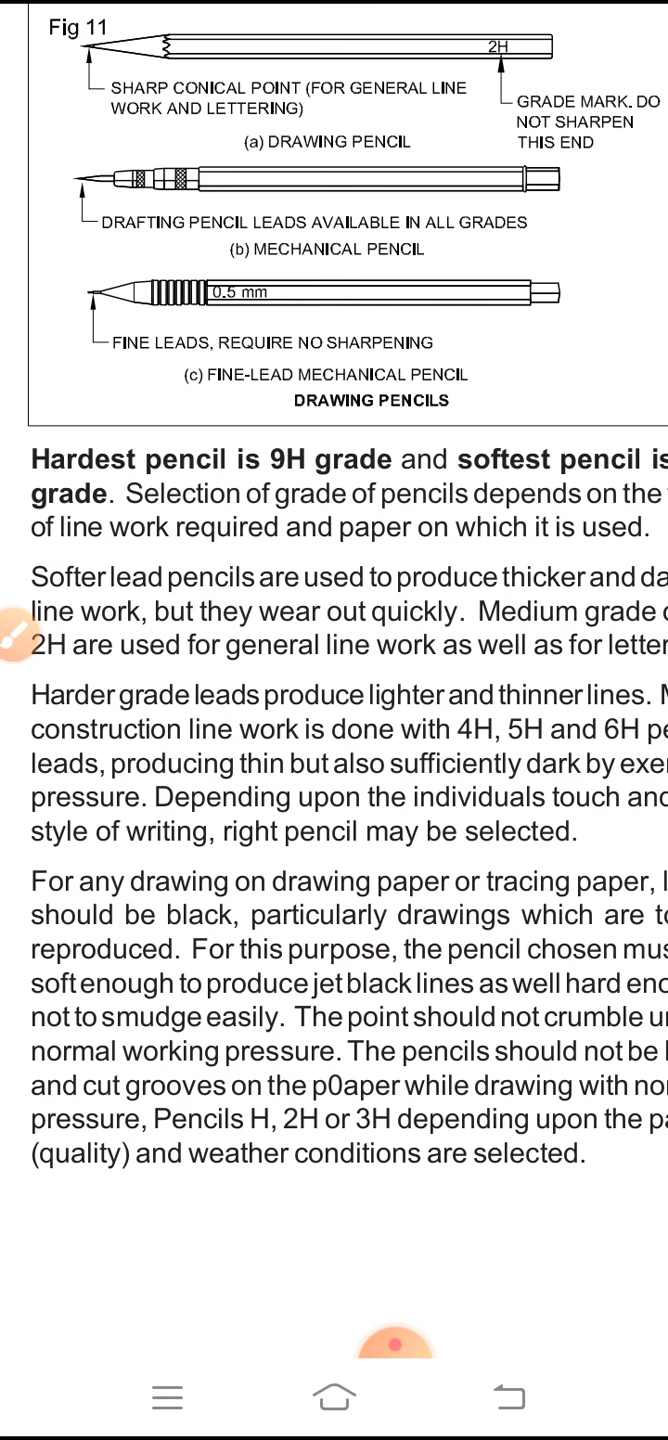 Fig 11
2H
SHARP CONICAL POINT (FOR GENERAL LINE
WORK AND LETTERING)
GRADE MARK. DO
NOT SHARPEN
THIS END
(a) DRAWING PENCIL
DRAFTING PENCIL LEADS AVAILABLE IN ALL GRADES
(b) MECHANICAL PENCIL
0.5 mm
FINE LEADS, REQUIRE NO SHARPENING
(c) FINE-LEAD MECHANICAL PENCIL
DRAWING PENCILS
Hardest pencil is 9H grade and softest pencil is
grade. Selection of grade of pencils depends on the
of line work required and paper on which it is used.
Softer lead pencils are used to produce thicker and da
line work, but they wear out quickly. Medium grade
2H are used for general line work as well as for letter
Harder grade leads produce lighter and thinner lines.
construction line work is done with 4H, 5H and 6H pe
leads, producing thin but also sufficiently dark by exe
pressure. Depending upon the individuals touch and
style of writing, right pencil may be selected.
For any drawing on drawing paper or tracing paper, l
should be black, particularly drawings which are to
reproduced. For this purpose, the pencil chosen mus
soft enough to produce jet black lines as well hard eno
not to smudge easily. The point should not crumble u
normal working pressure. The pencils should not be
and cut grooves on the p0aper while drawing with no
pressure, Pencils H, 2H or 3H depending upon the pa
(quality) and weather conditions are selected.